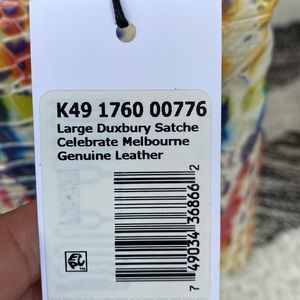 K49 1760 00776
Large Duxbury Satche
Celebrate Melbourne
Genuine Leather
7 49034 36866 2